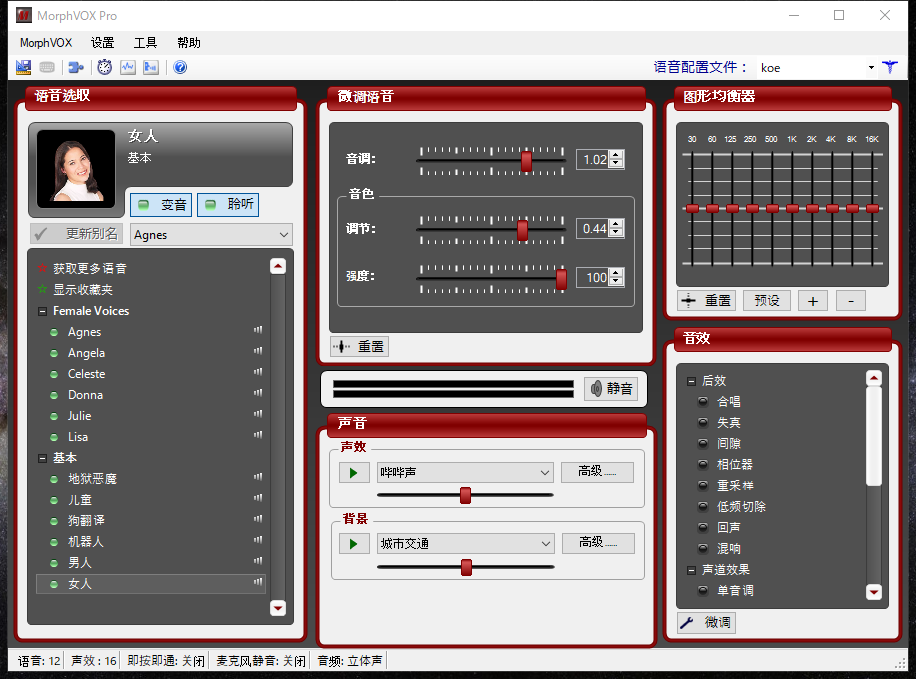 MorphVOX Pro
MorphVOX 设置 工具 帮助
语音配置文件： koe
语音选取
女人
基本
变音 聆听
更新别名 Agnes
获取更多语音
显示收藏夹
Female Voices
Agnes
Angela
Celeste
Donna
Julie
Lisa
基本
地狱恶魔
儿童
狗翻译
机器人
男人
女人
微调语音
音调: 1.02
音色
调节: 0.44
强度: 100
重置
静音
声音
声效
哔哔声 高级.....
背景
城市交通 高级.....
图形均衡器
30 60 125 250 500 1K 2K 4K 8K 16K
重置 预设 + -
音效
后效
合唱
失真
间隙
相位器
重采样
低频切除
回声
混响
声道效果
单音调
微调
语音: 12 声效 : 16 即按即通: 关闭 麦克风静音: 关闭 音频: 立体声